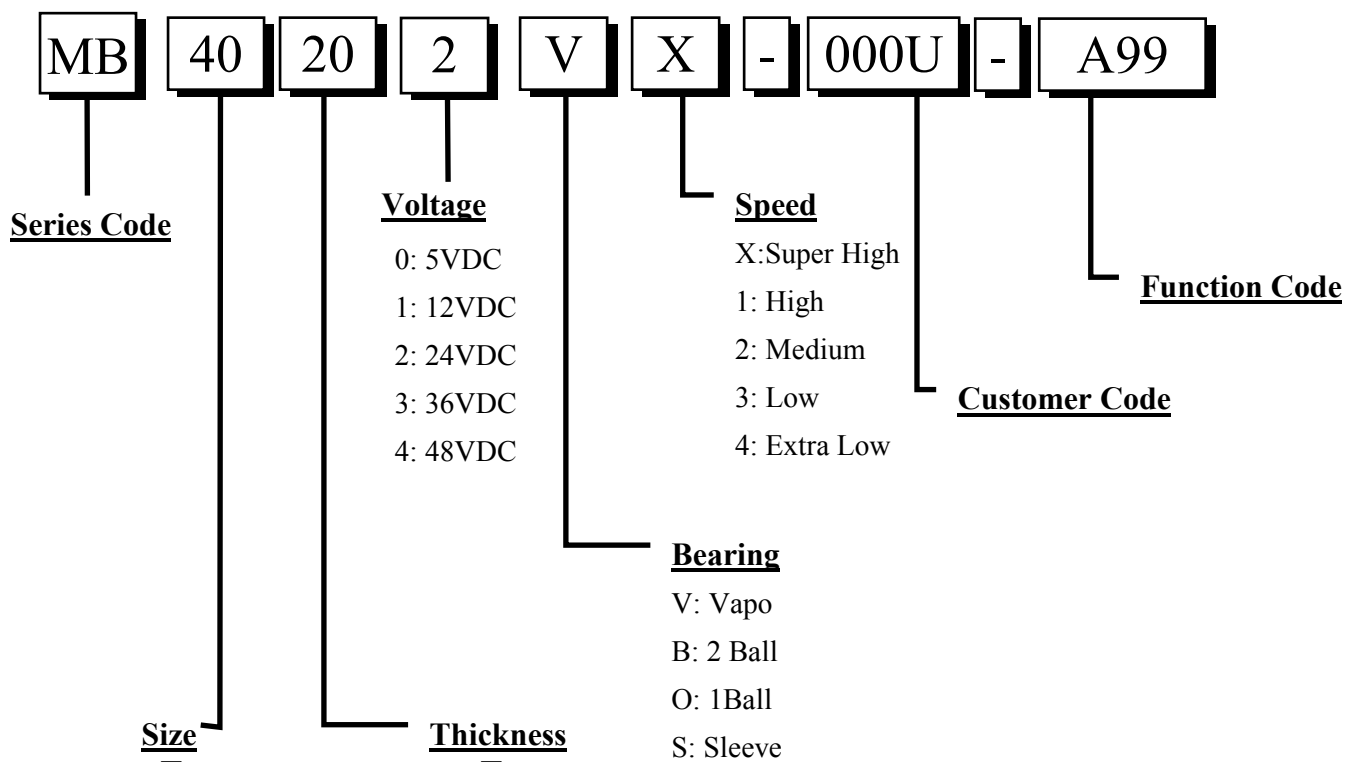 MB 40 20 2 V X - 000U - A99
Series Code
Voltage
0: 5VDC
1: 12VDC
2: 24VDC
3: 36VDC
4: 48VDC
Speed
X:Super High
1: High
2: Medium
3: Low
4: Extra Low
Function Code
Customer Code
Bearing
V: Vapo
B: 2 Ball
O: 1Ball
S: Sleeve
Size
Thickness